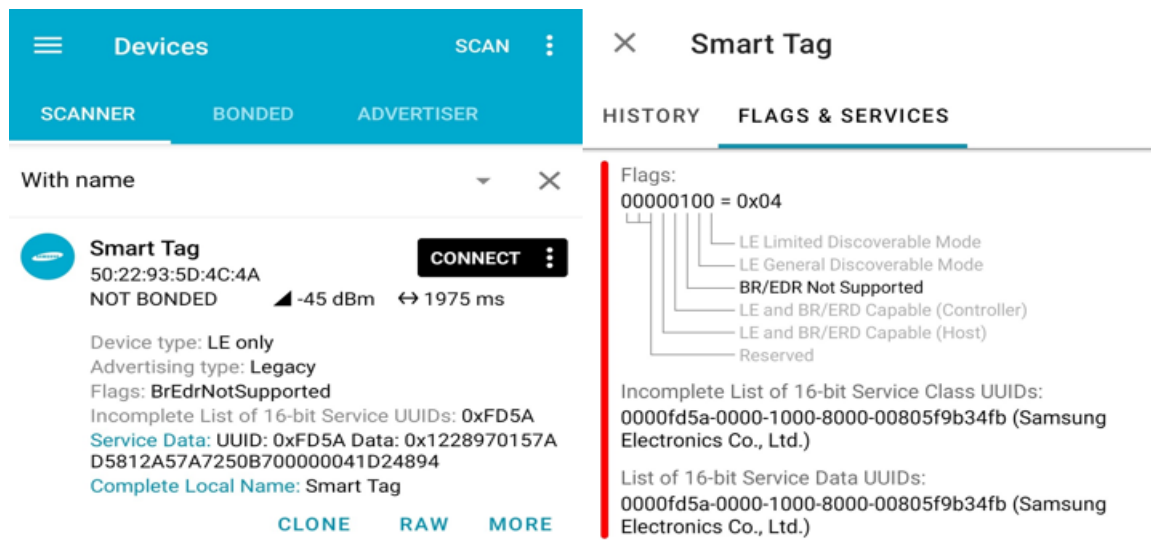 Devices
SCAN
SCANNER
BONDED
ADVERTISER
With name
Smart Tag
CONNECT
50:22:93:5D:4C:4A
NOT BONDED
-45 dBm
1975 ms
Device type: LE only
Advertising type: Legacy
Flags: BrEdrNotSupported
Incomplete List of 16-bit Service UUIDs: 0xFD5A
Service Data: UUID: 0xFD5A Data: 0x1228970157A
D5812A57A7250B700000041D24894
Complete Local Name: Smart Tag
CLONE
RAW
MORE
Smart Tag
HISTORY
FLAGS & SERVICES
Flags:
00000100 = 0x04
LE Limited Discoverable Mode
LE General Discoverable Mode
BR/EDR Not Supported
LE and BR/ERD Capable (Controller)
LE and BR/ERD Capable (Host)
Reserved
Incomplete List of 16-bit Service Class UUIDs:
0000fd5a-0000-1000-8000-00805f9b34fb (Samsung
Electronics Co., Ltd.)
List of 16-bit Service Data UUIDs:
0000fd5a-0000-1000-8000-00805f9b34fb (Samsung
Electronics Co., Ltd.)